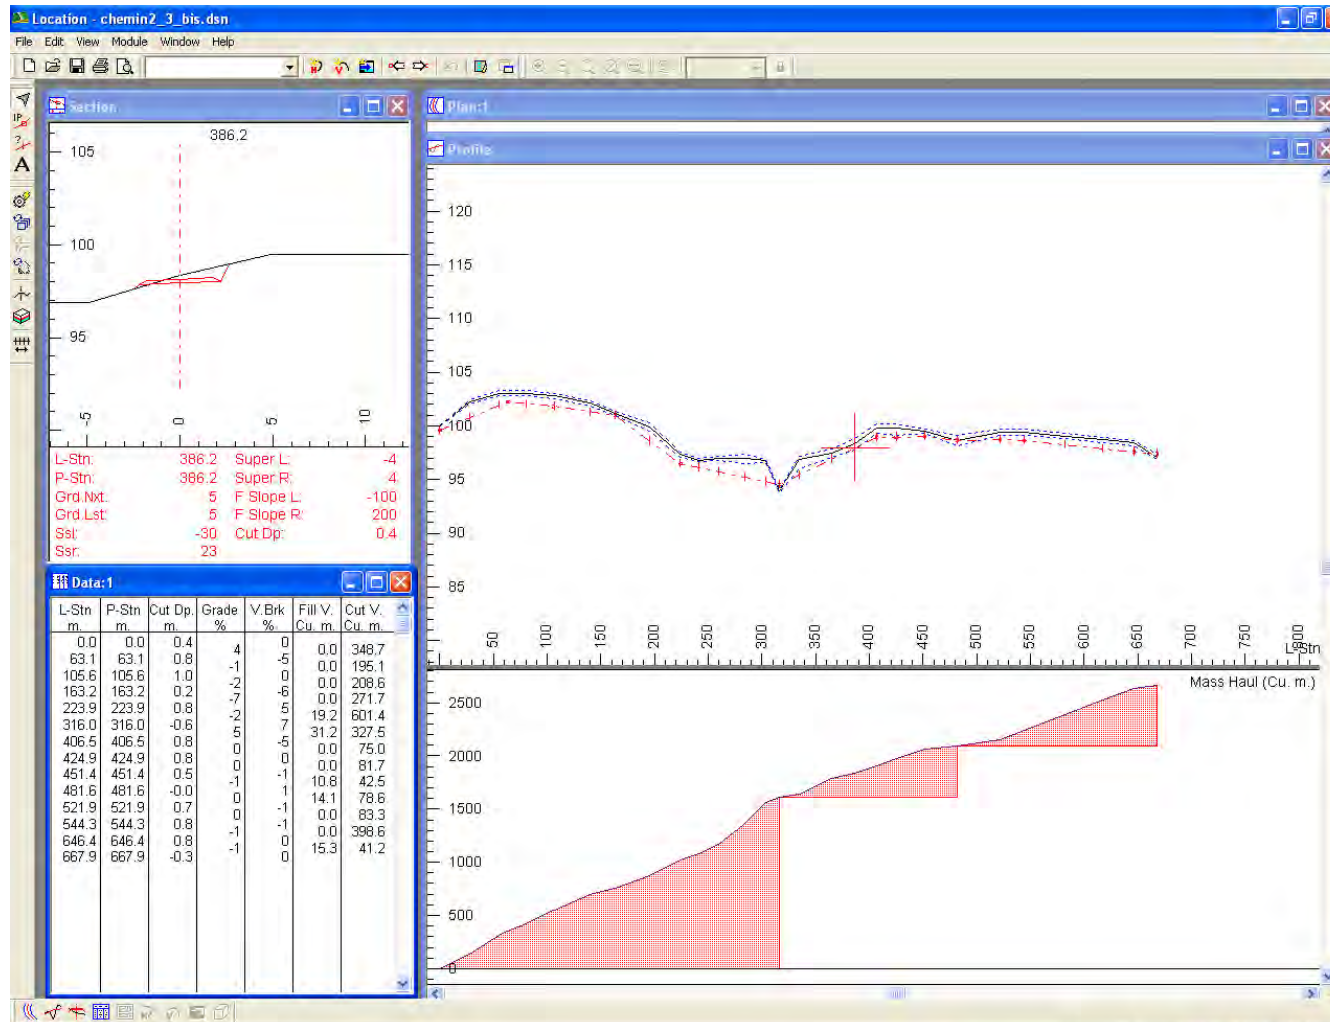 Location - chemin2_3_bis.dsn
File Edit View Module Window Help
Section
386.2
105
100
95
-5 0 5 10
L-Stn: 386.2 Super L: -4
P-Stn: 386.2 Super R: 4
Grd.Nxt: 5 F Slope L: -100
Grd.Lst: 5 F Slope R: 200
Ssl: -30 Cut Dp: 0.4
Ssr: 23
Plan:1
Profile
120
115
110
105
100
95
90
85
50 100 150 200 250 300 350 400 450 500 550 600 650 700 750 800
L-Stn
Mass Haul (Cu. m.)
2500
2000
1500
1000
500
0
Data:1
L-Stn P-Stn Cut Dp. Grade V.Brk Fill V. Cut V.
m. m. m. % % Cu. m. Cu. m.
0.0 0.0 0.4 0
4 0.0 348.7
63.1 63.1 0.8 -5
-1 0.0 195.1
105.6 105.6 1.0 0
-2 0.0 208.6
163.2 163.2 0.2 -6
-7 0.0 271.7
223.9 223.9 0.8 5
-2 19.2 601.4
316.0 316.0 -0.6 7
5 31.2 327.5
406.5 406.5 0.8 -5
0 0.0 75.0
424.9 424.9 0.8 0
0 0.0 81.7
451.4 451.4 0.5 -1
-1 10.8 42.5
481.6 481.6 -0.0 1
0 14.1 78.6
521.9 521.9 0.7 -1
0 0.0 83.3
544.3 544.3 0.8 -1
-1 0.0 398.6
646.4 646.4 0.8 0
-1 15.3 41.2
667.9 667.9 -0.3 0